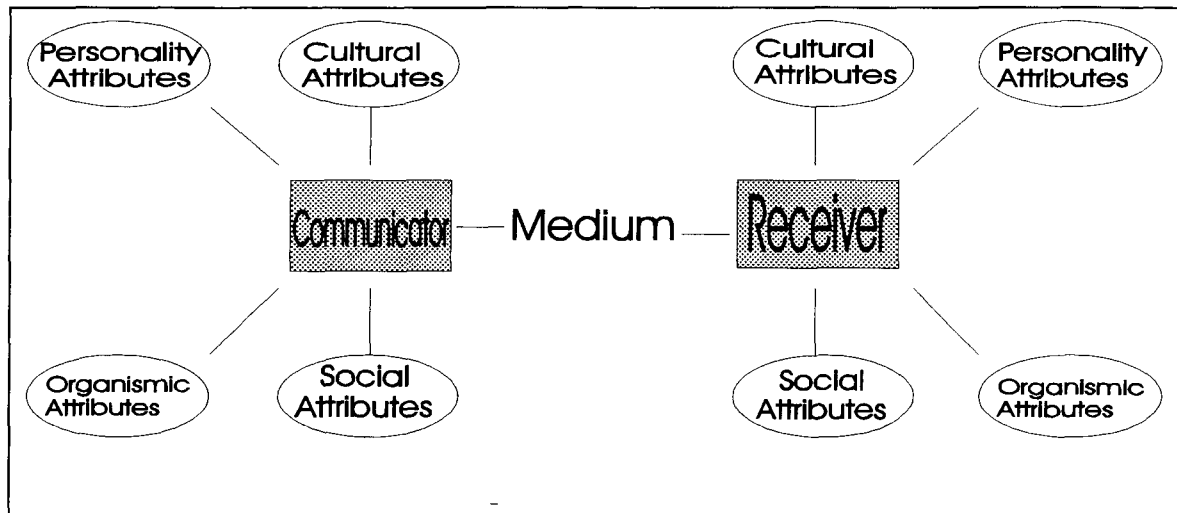 Personality
Attributes
Cultural
Attributes
Cultural
Attributes
Personality
Attributes
Communicator
Medium
Receiver
Organismic
Attributes
Social
Attributes
Social
Attributes
Organismic
Attributes